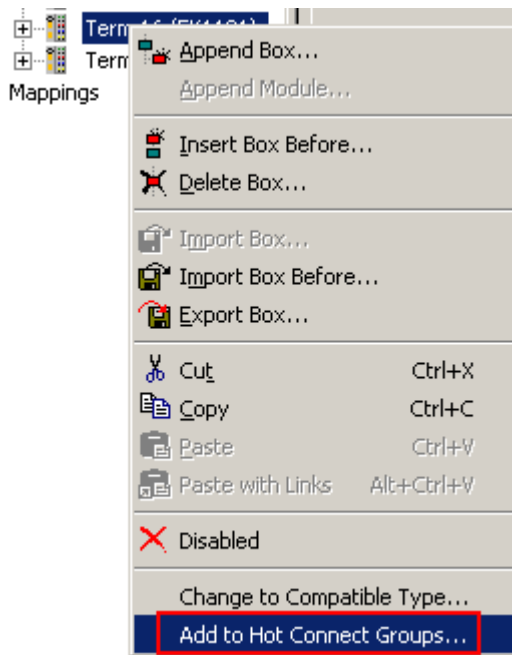 Term
Append Box...
Term
Mappings
Append Module...
Insert Box Before...
Delete Box...
Import Box...
Import Box Before...
Export Box...
Cut Ctrl+X
Copy Ctrl+C
Paste Ctrl+V
Paste with Links Alt+Ctrl+V
Disabled
Change to Compatible Type...
Add to Hot Connect Groups...